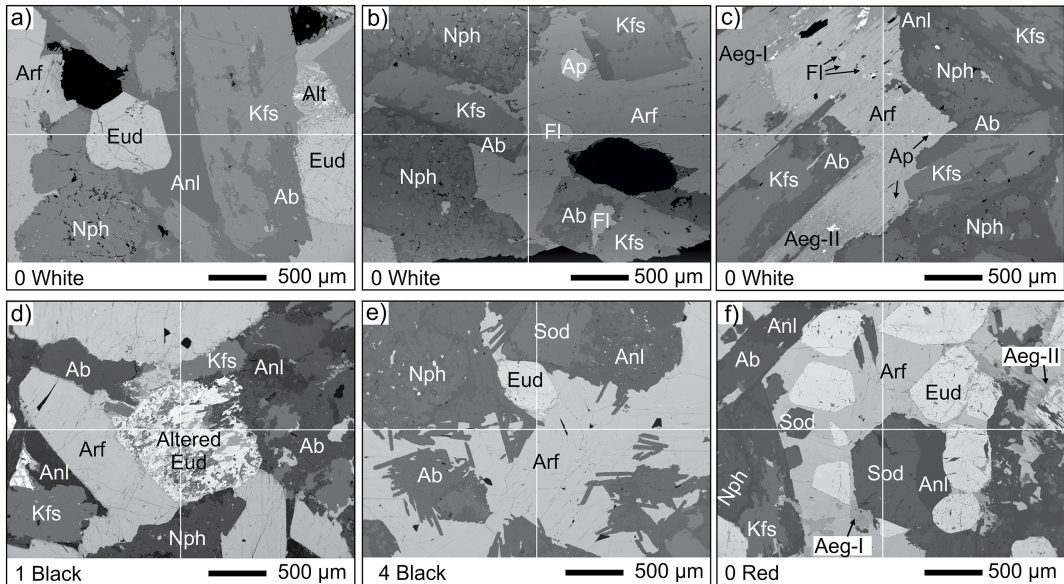 a)
Arf
Eud
Kfs
Alt
Eud
Anl
Ab
Nph
0 White
500 µm
b)
Nph
Kfs
Ap
Kfs
Fl
Arf
Ab
Nph
Ab
Fl
Kfs
0 White
500 µm
c)
Anl
Kfs
Aeg-I
Fl
Nph
Arf
Ab
Ab
Ap
Kfs
Kfs
Aeg-II
Nph
0 White
500 µm
d)
Ab
Kfs
Anl
Arf
Altered
Eud
Ab
Anl
Kfs
Nph
1 Black
500 µm
e)
Sod
Nph
Anl
Eud
Ab
Arf
4 Black
500 µm
f)
Anl
Ab
Aeg-II
Arf
Eud
Sod
Nph
Sod
Anl
Kfs
Aeg-I
0 Red
500 µm